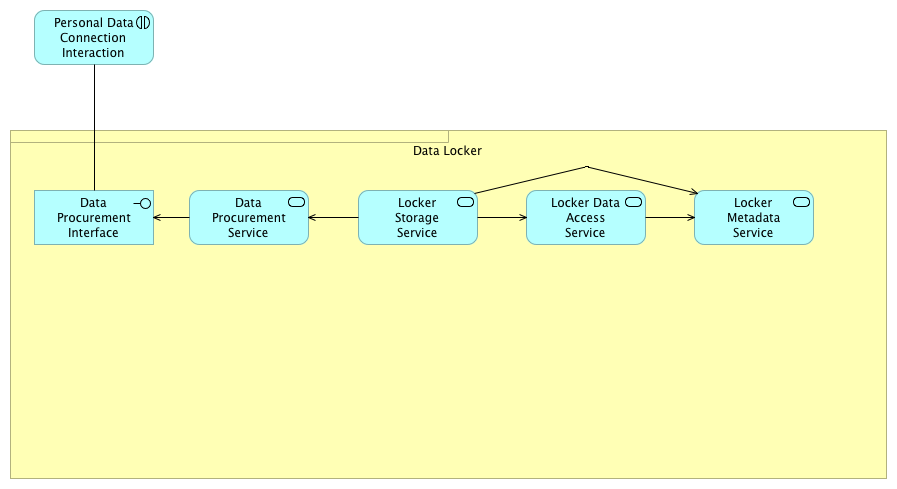 Personal Data
Connection
Interaction
Data Locker
Data
Procurement
Interface
Data
Procurement
Service
Locker
Storage
Service
Locker Data
Access
Service
Locker
Metadata
Service